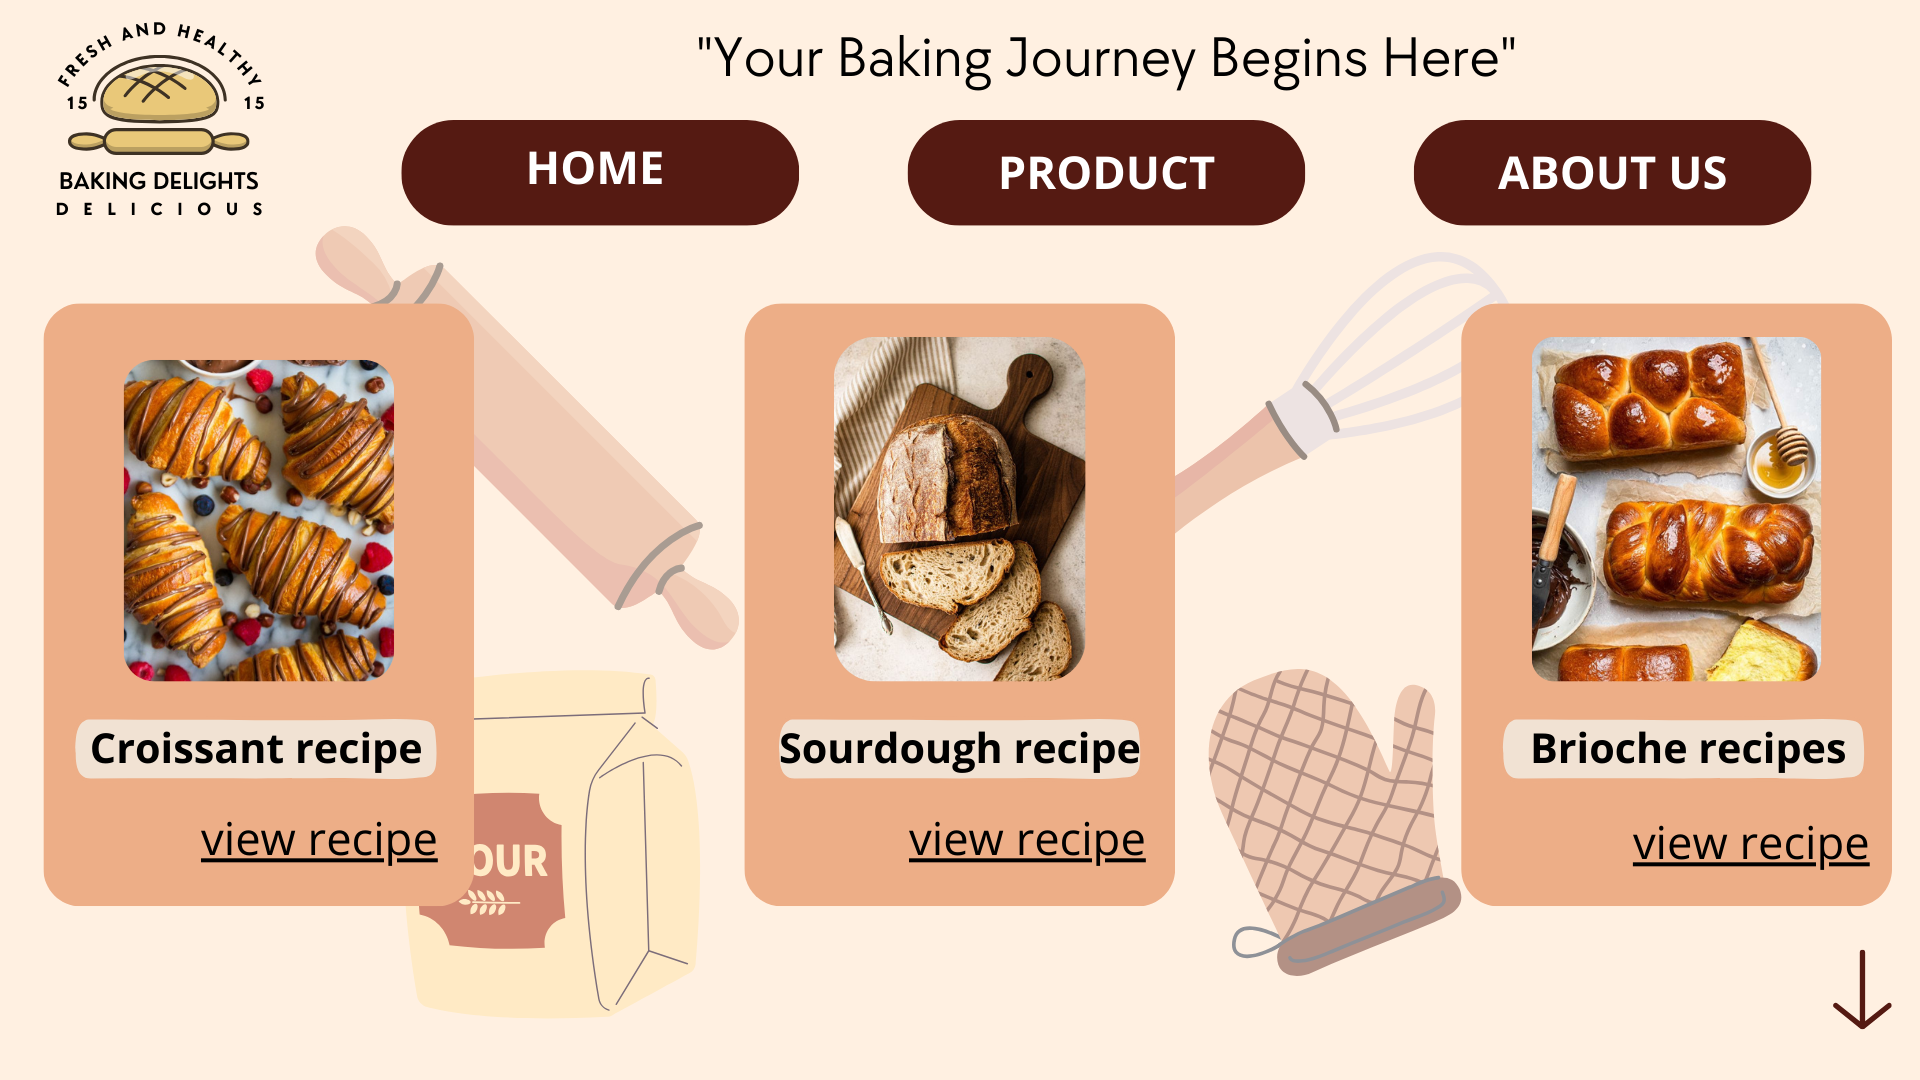 FRESH AND HEALTHY
15 15
BAKING DELIGHTS
DELICIOUS
"Your Baking Journey Begins Here"
HOME
PRODUCT
ABOUT US
Croissant recipe
Sourdough recipe
Brioche recipes
view recipe
view recipe
view recipe
OUR